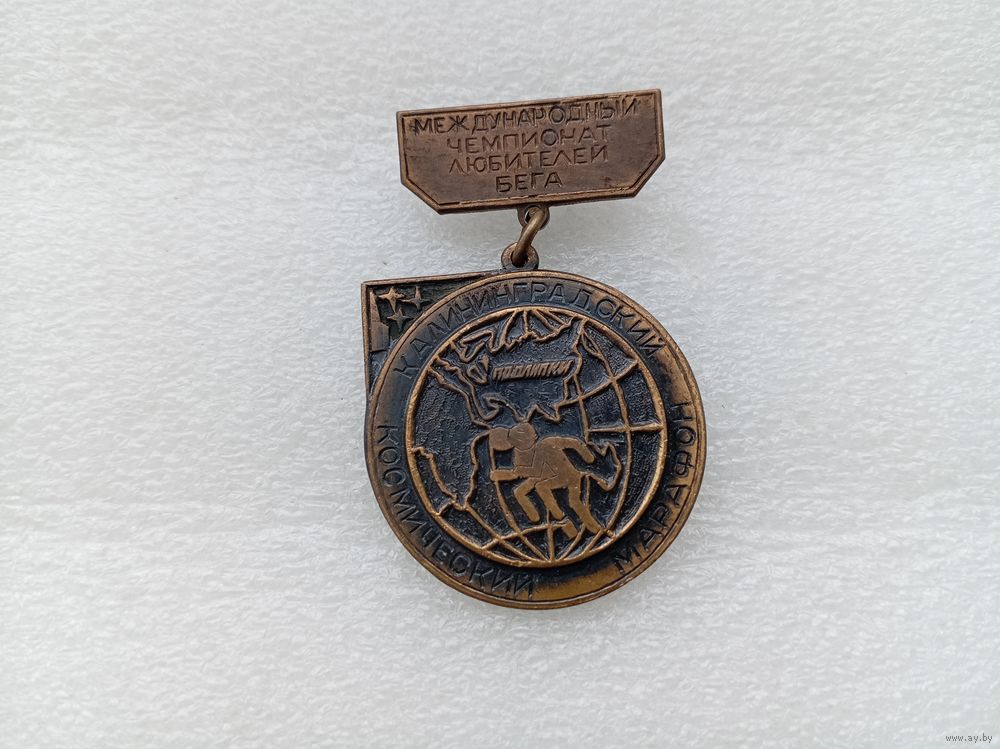 МЕЖДУНАРОДНЫЙ
ЧЕМПИОНАТ
ЛЮБИТЕЛЕЙ
БЕГА
КАЛИНИНГРАДСКИЙ
КОСМИЧЕСКИЙ МАРАФОН
ПОДЛИПКИ
www.ay.by